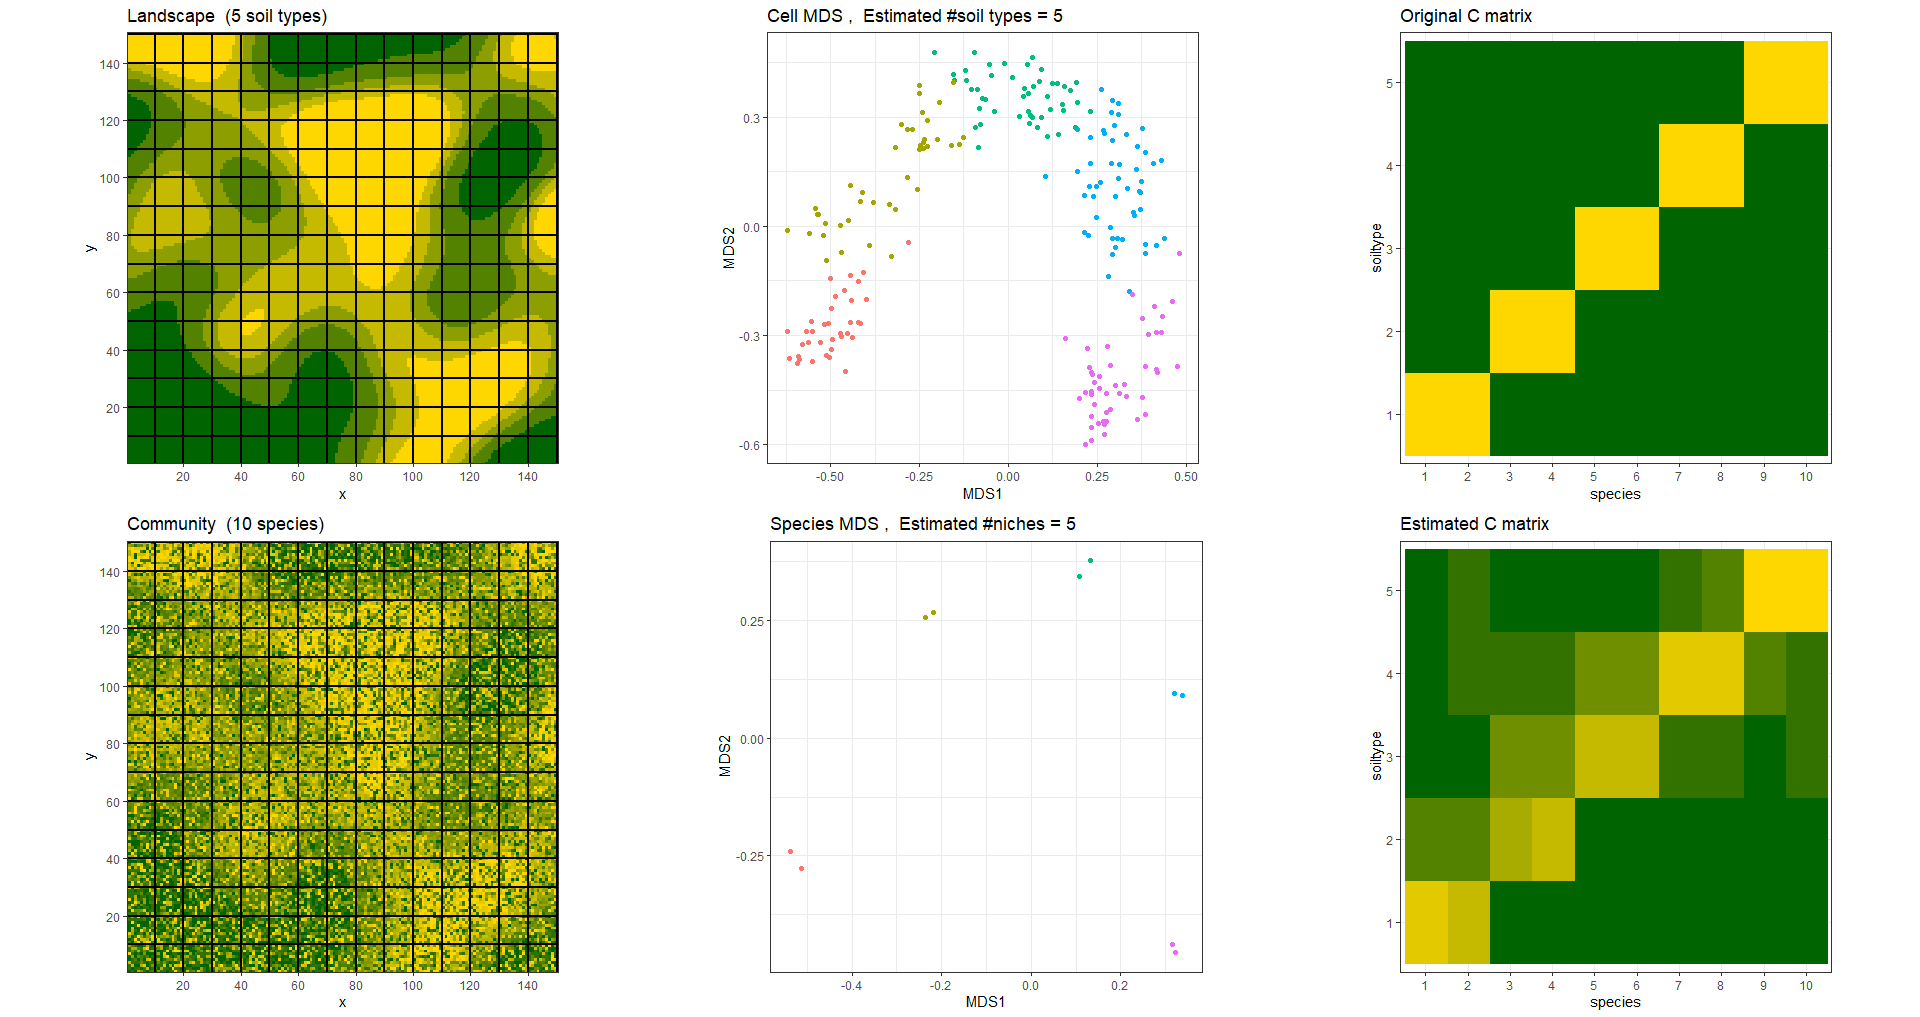 Landscape  (5 soil types)
140
120
100
80
60
40
20
y
20 40 60 80 100 120 140
x
Cell MDS ,  Estimated #soil types = 5
0.3
0.0
-0.3
-0.6
MDS2
-0.50 -0.25 0.00 0.25 0.50
MDS1
Original C matrix
5
4
3
2
1
soiltype
1 2 3 4 5 6 7 8 9 10
species
Community  (10 species)
140
120
100
80
60
40
20
y
20 40 60 80 100 120 140
x
Species MDS ,  Estimated #niches = 5
0.25
0.00
-0.25
MDS2
-0.4 -0.2 0.0 0.2
MDS1
Estimated C matrix
5
4
3
2
1
soiltype
1 2 3 4 5 6 7 8 9 10
species